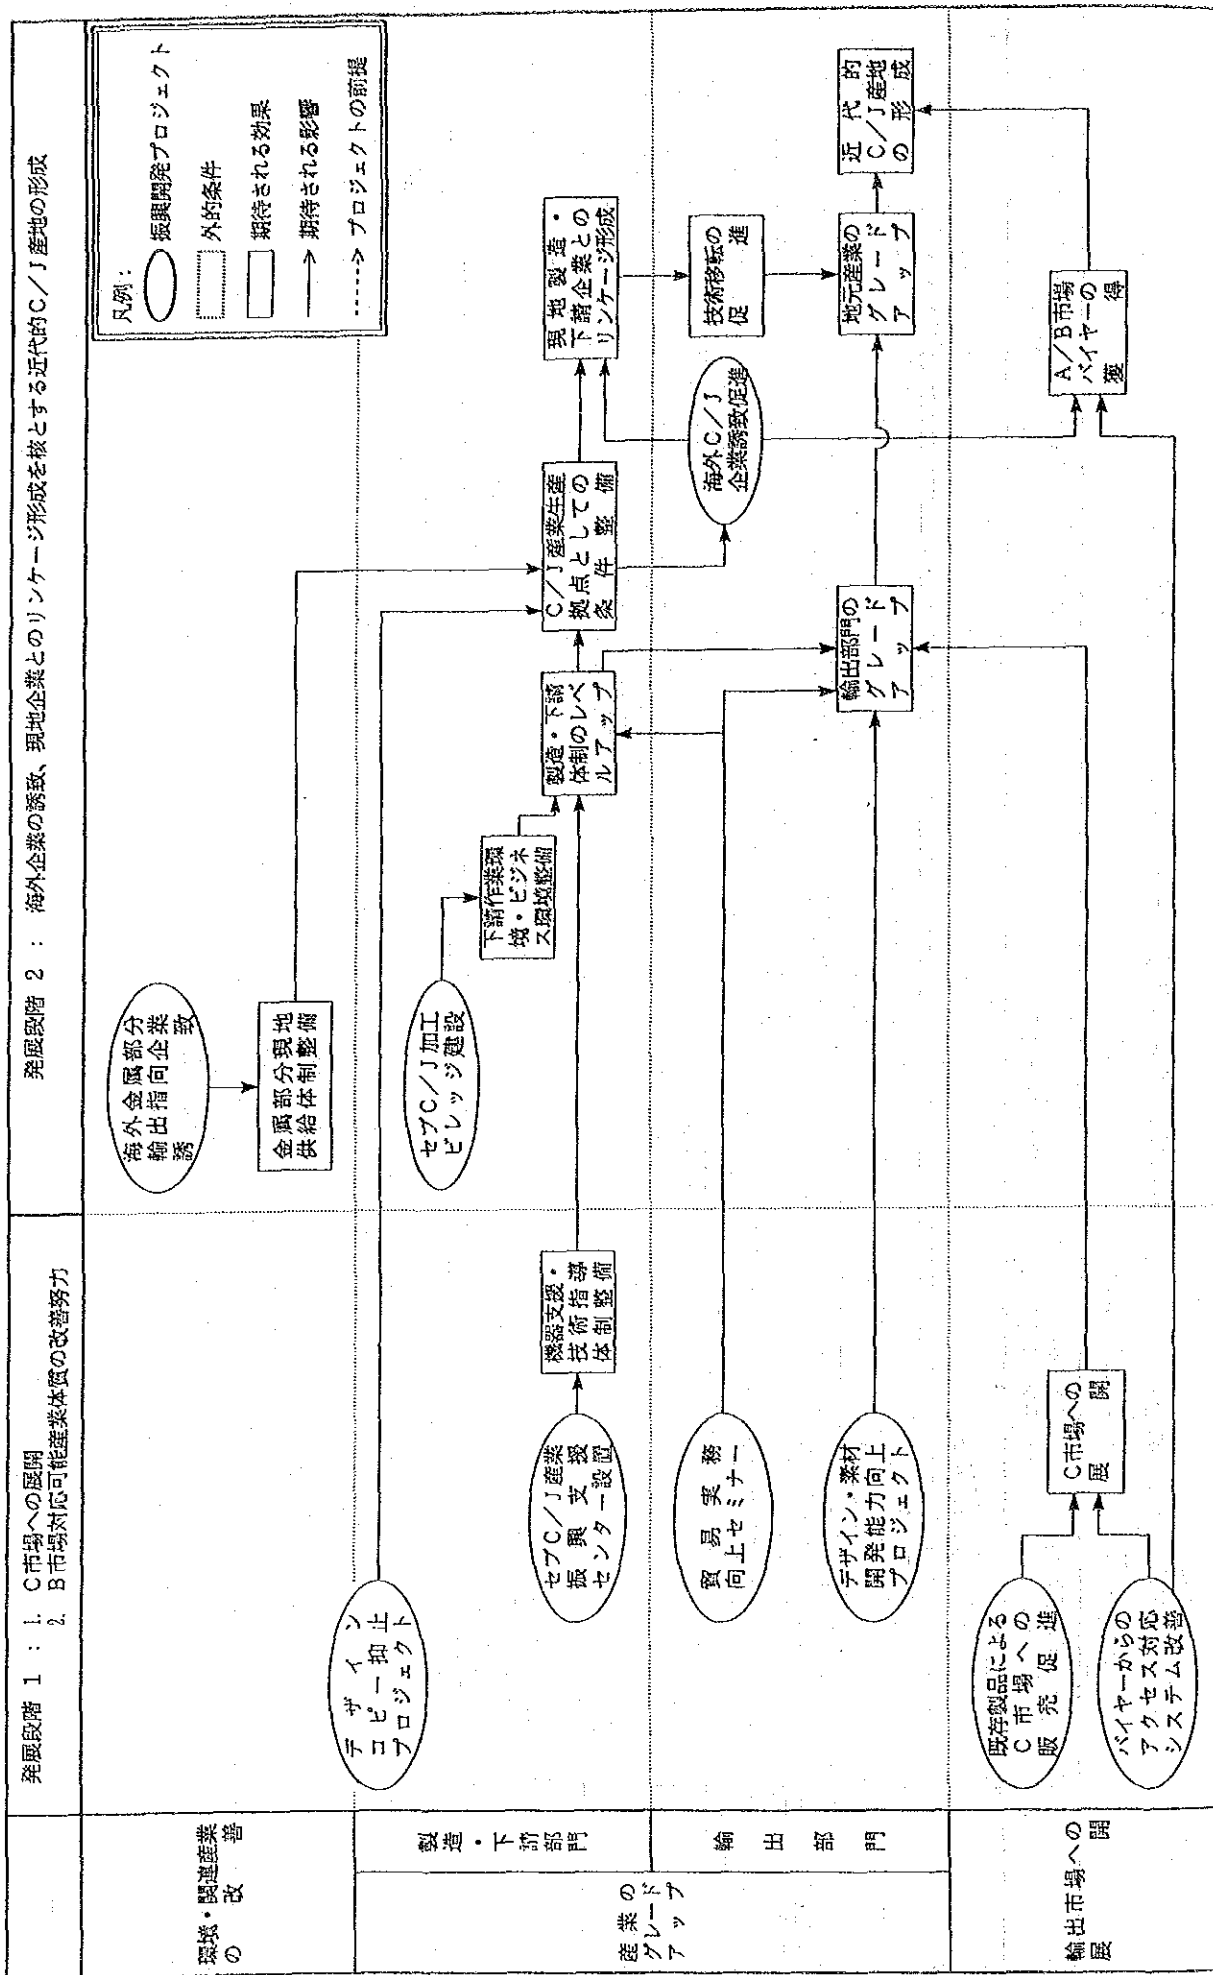 発展段階 1 : 1. C市場への展開
2. B市場対応可能産業体質の改善努力
発展段階 2 : 海外企業の誘致、現地企業とのリンケージ形成を核とする近代的C/J産地の形成
凡例:
振興開発プロジェクト
外的条件
期待される効果
期待される影響
プロジェクトの前提
環境・関連産業
の改善
海外金属部分
輸出指向企業
誘致
金属部分現地
供給体制整備
産業の
グレード
アップ
製造・下請部門
デザイン
コピー抑止
プロジェクト
セブC/J加工
ビレッジ建設
下請作業環
境・ビジネ
ス環境整備
セブC/J産業
振興支援
センター設置
機器支援・
技術指導
体制整備
製造・下請
体制のレベ
ルアップ
C/J産業生産
拠点としての
条件整備
現地製造・
下請企業との
リンケージ形成
輸出部門
貿易実務
向上セミナー
海外C/J
企業誘致促進
技術移転の
促進
デザイン・素材
開発能力向上
プロジェクト
輸出部門の
グレード
アップ
地元産業の
グレード
アップ
近代的
C/J産地
の形成
輸出市場への
展開
既存製品による
C市場への
販売促進
バイヤーからの
アクセス対応
システム改善
C市場への
展開
A/B市場
バイヤーの
獲得